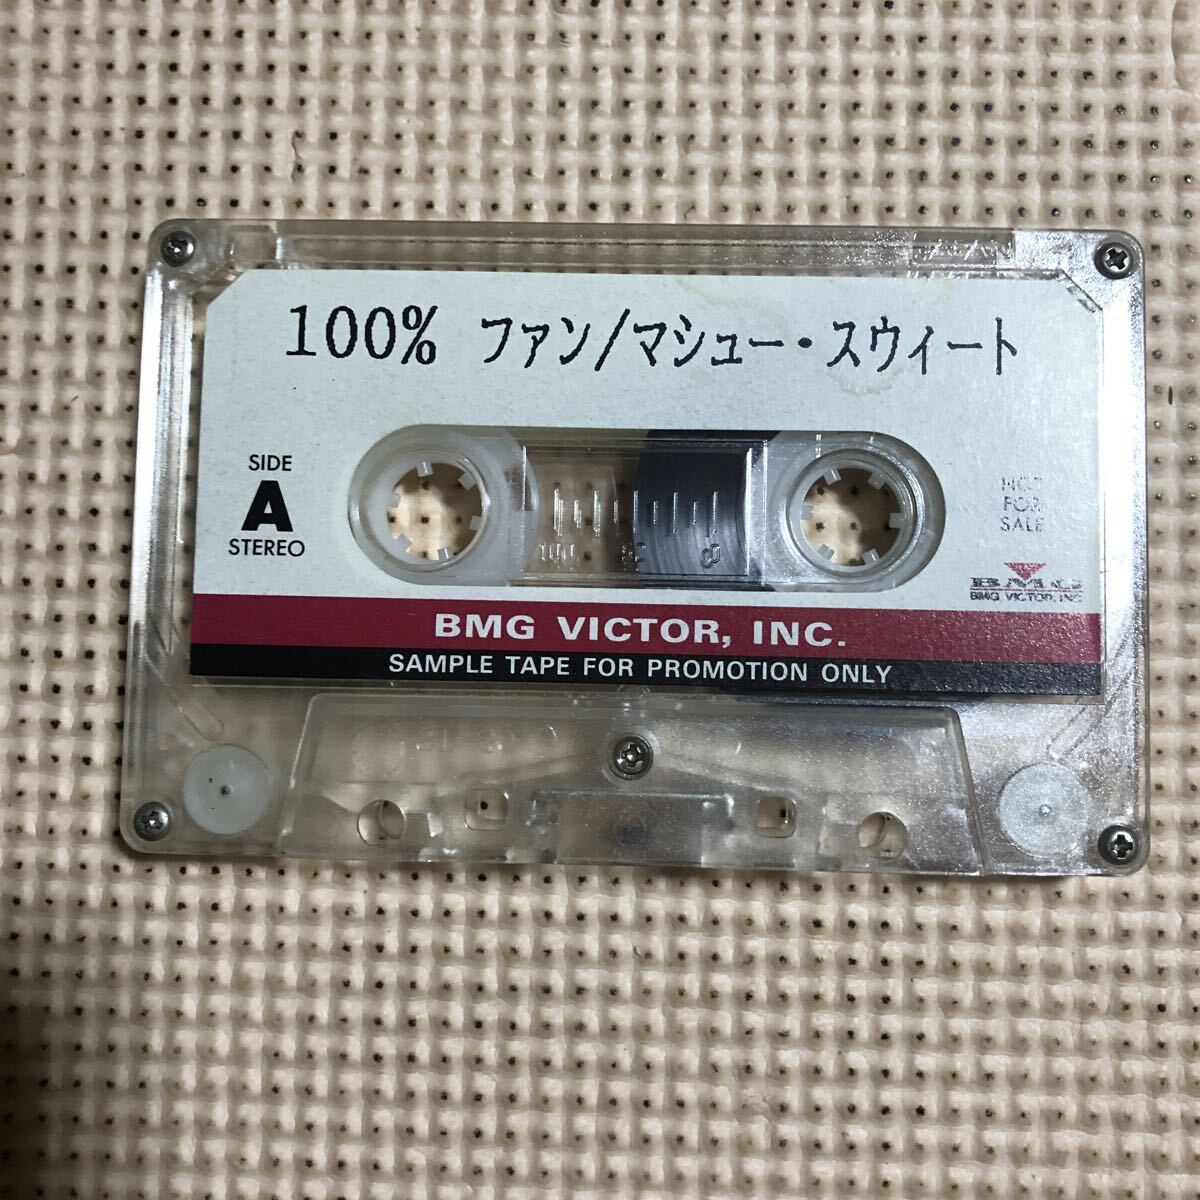 100% ファン/マシュー・スウィート
SIDE
A
STEREO
NOT
FOR
SALE
BMG
BMG VICTOR, INC.
BMG VICTOR, INC.
SAMPLE TAPE FOR PROMOTION ONLY